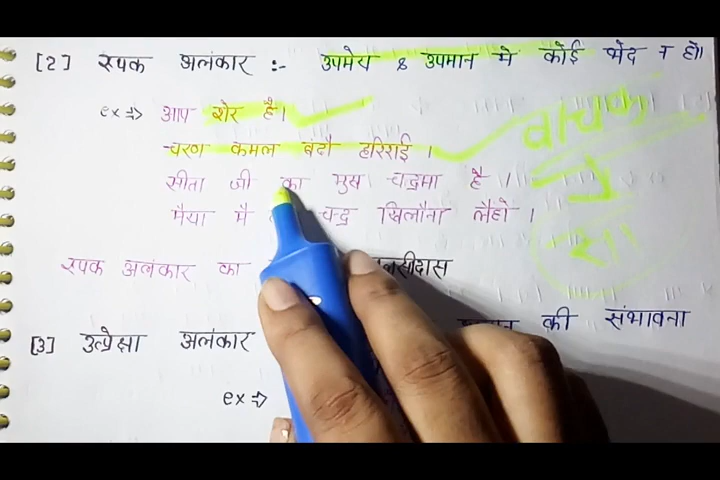 [2] रुपक अलंकार :- उपमेय & उपमान मे कोई भेद न हो।
ex ⇒ आप शेर है।
चरण कमल बंदौ हरिराई।
सीता जी का मुख चद्रमा है
मैया मै चन्द्र खिलौना लैहो।
रुपक अलंकार का
वाचक
सा
[3] उत्प्रेक्षा अलंकार की संभावना
ex ⇒